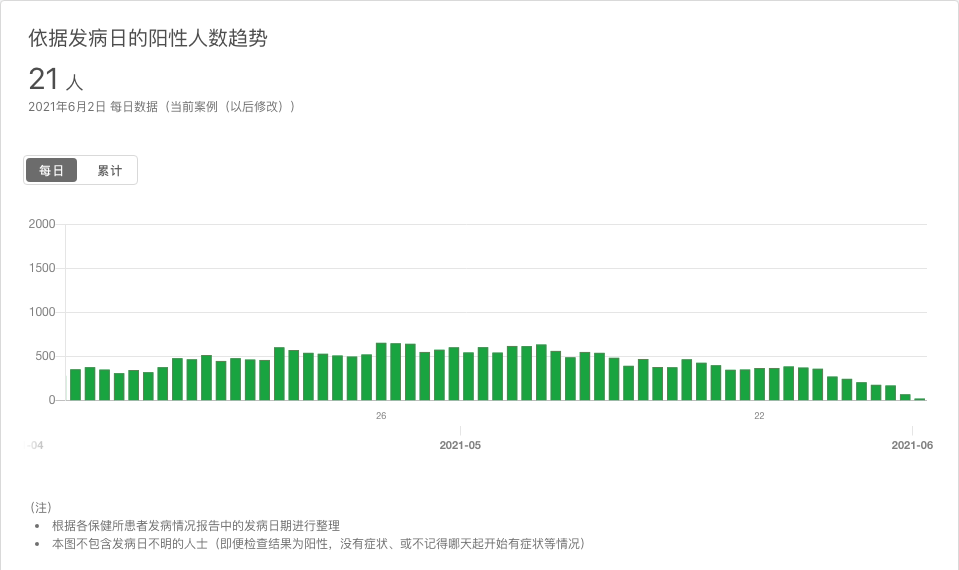 依据发病日的阳性人数趋势
21 人
2021年6月2日 每日数据（当前案例（以后修改））
每日 累计
2000
1500
1000
500
0
26 22
-04 2021-05 2021-06
（注）
• 根据各保健所患者发病情况报告中的发病日期进行整理
• 本图不包含发病日不明的人士（即便检查结果为阳性，没有症状、或不记得哪天起开始有症状等情况）